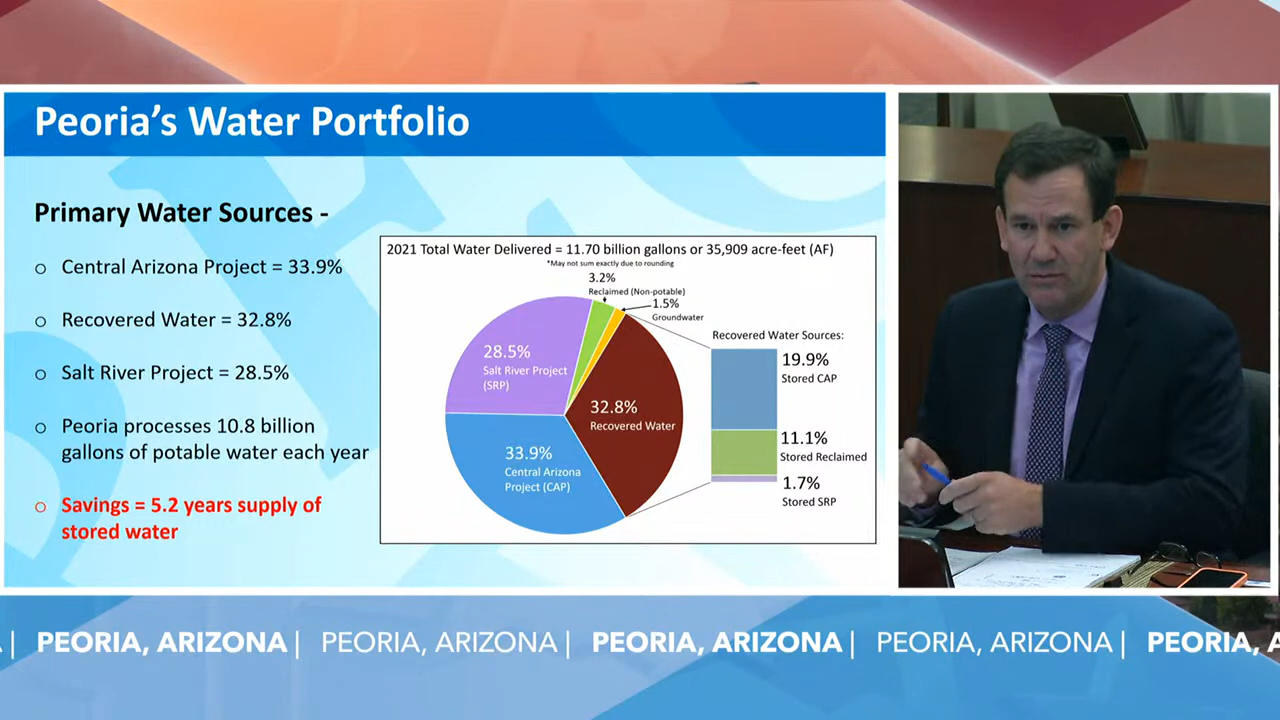 Peoria's Water Portfolio
Primary Water Sources -
o Central Arizona Project = 33.9%
o Recovered Water = 32.8%
o Salt River Project = 28.5%
o Peoria processes 10.8 billion
gallons of potable water each year
o Savings = 5.2 years supply of
stored water
2021 Total Water Delivered = 11.70 billion gallons or 35,909 acre-feet (AF)
*May not sum exactly due to rounding
3.2%
Reclaimed (Non-potable)
1.5%
Groundwater
28.5%
Salt River Project
(SRP)
32.8%
Recovered Water
33.9%
Central Arizona
Project (CAP)
Recovered Water Sources:
19.9%
Stored CAP
11.1%
Stored Reclaimed
1.7%
Stored SRP
A | PEORIA, ARIZONA | PEORIA, ARIZONA | PEORIA, ARIZONA | PEORIA, ARIZONA | PEORIA, A